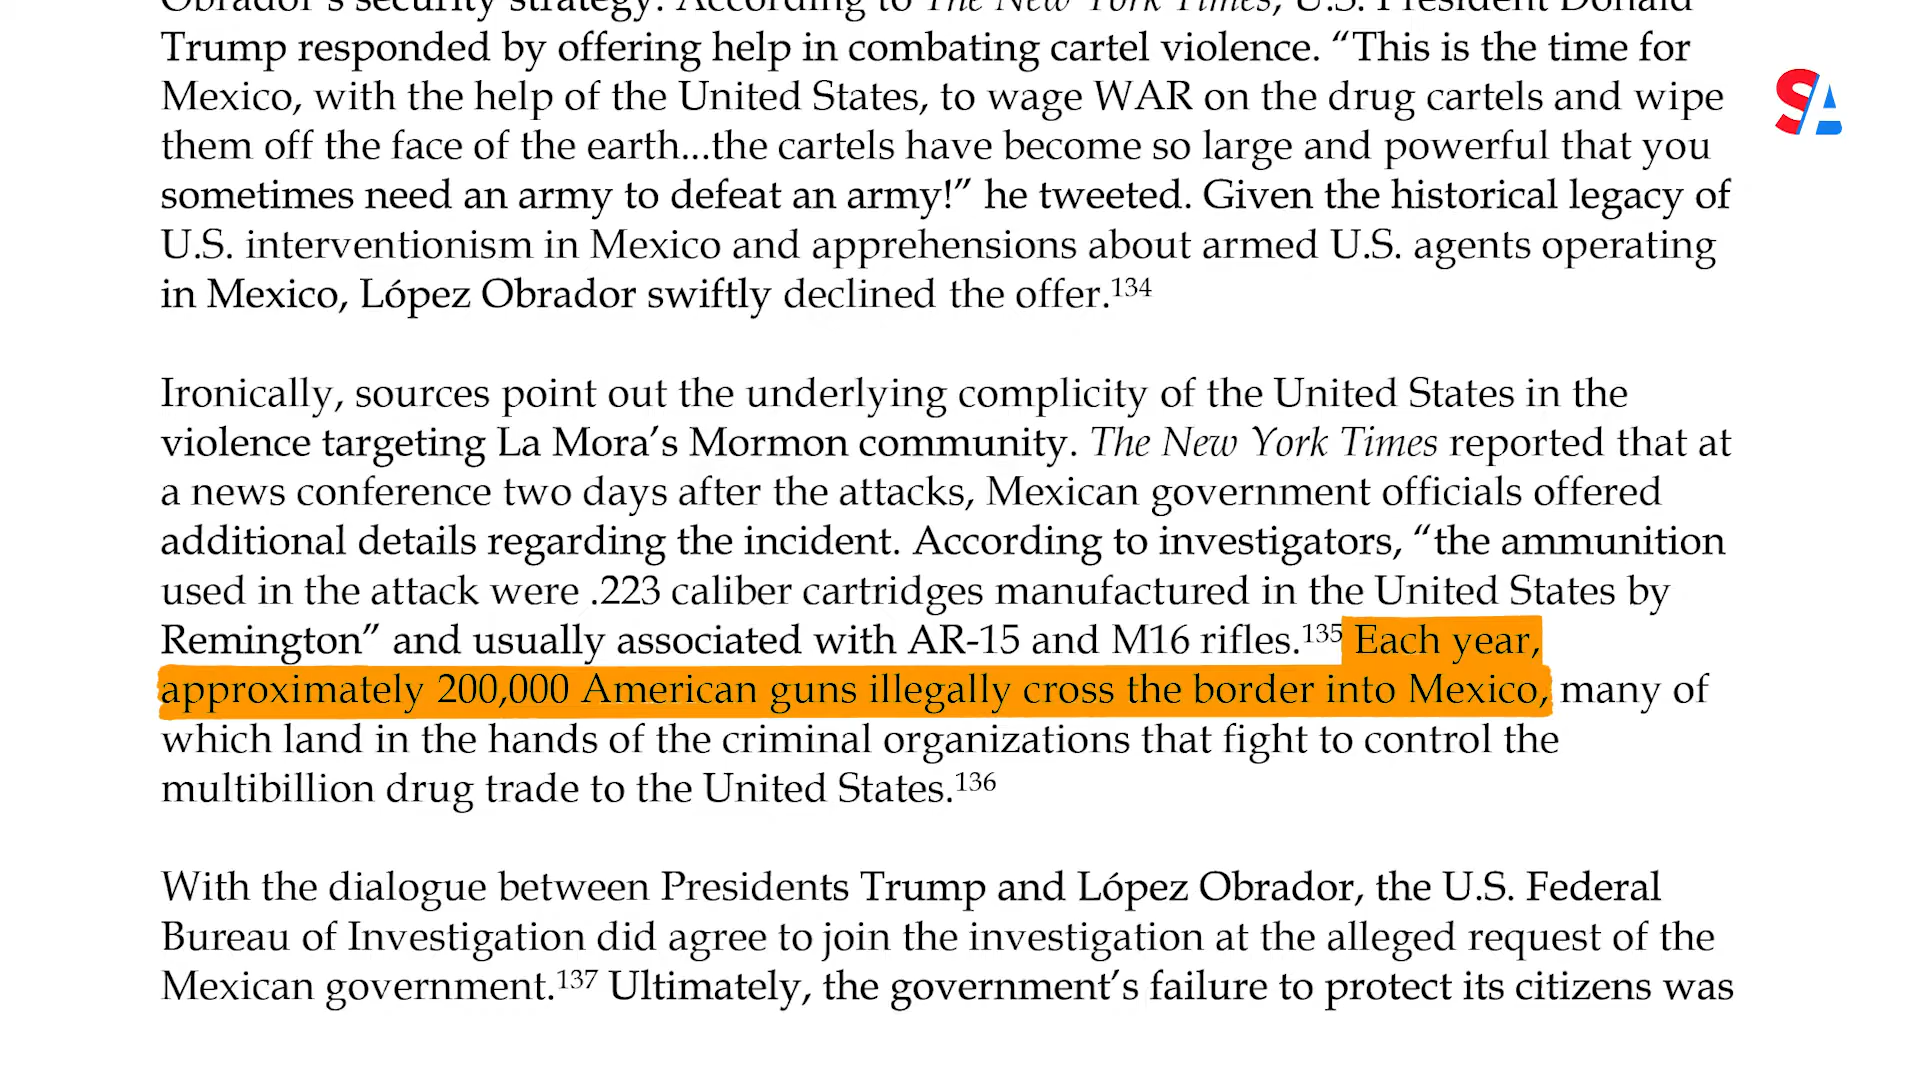 Obrador's security strategy. According to The New York Times, U.S. President Donald
Trump responded by offering help in combating cartel violence. “This is the time for
Mexico, with the help of the United States, to wage WAR on the drug cartels and wipe
them off the face of the earth...the cartels have become so large and powerful that you
sometimes need an army to defeat an army!” he tweeted. Given the historical legacy of
U.S. interventionism in Mexico and apprehensions about armed U.S. agents operating
in Mexico, López Obrador swiftly declined the offer.134
Ironically, sources point out the underlying complicity of the United States in the
violence targeting La Mora’s Mormon community. The New York Times reported that at
a news conference two days after the attacks, Mexican government officials offered
additional details regarding the incident. According to investigators, “the ammunition
used in the attack were .223 caliber cartridges manufactured in the United States by
Remington” and usually associated with AR-15 and M16 rifles.135 Each year,
approximately 200,000 American guns illegally cross the border into Mexico, many of
which land in the hands of the criminal organizations that fight to control the
multibillion drug trade to the United States.136
With the dialogue between Presidents Trump and López Obrador, the U.S. Federal
Bureau of Investigation did agree to join the investigation at the alleged request of the
Mexican government.137 Ultimately, the government’s failure to protect its citizens was
SA